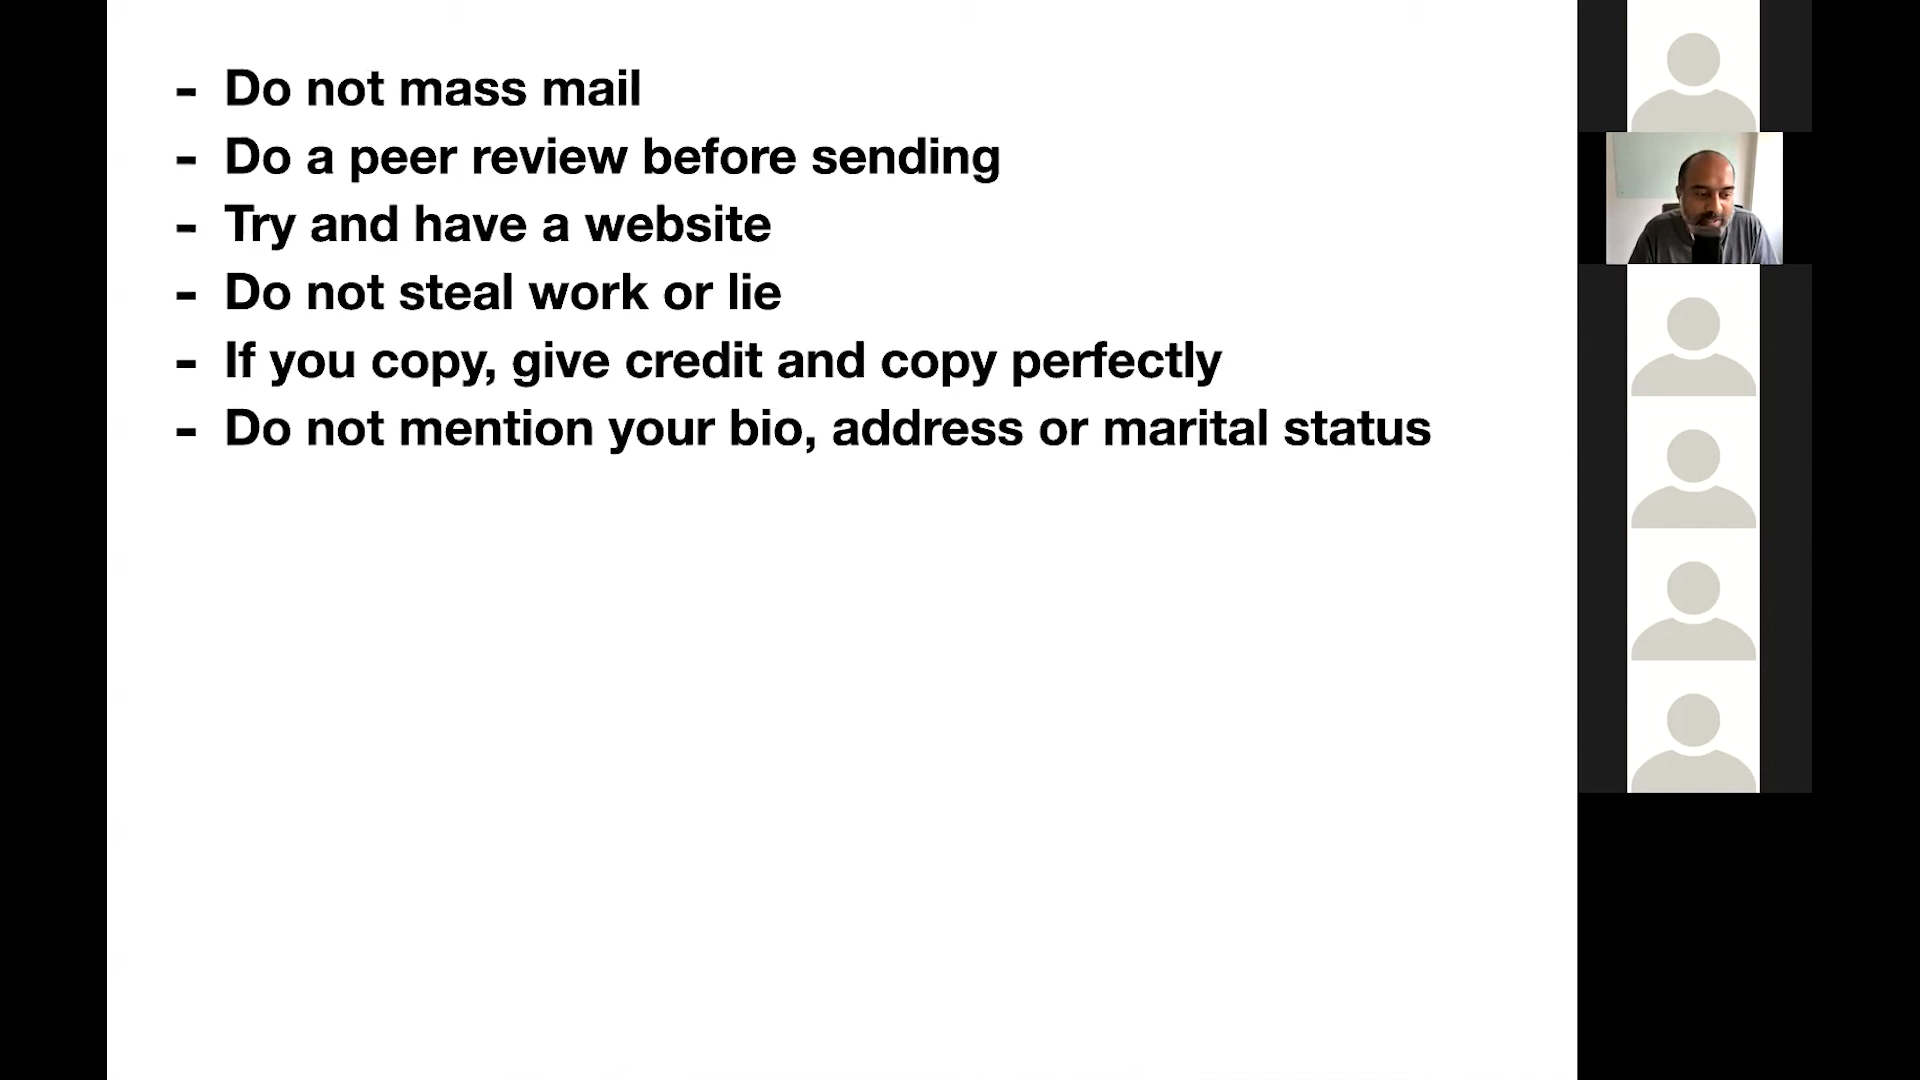 - Do not mass mail
- Do a peer review before sending
- Try and have a website
- Do not steal work or lie
- If you copy, give credit and copy perfectly
- Do not mention your bio, address or marital status